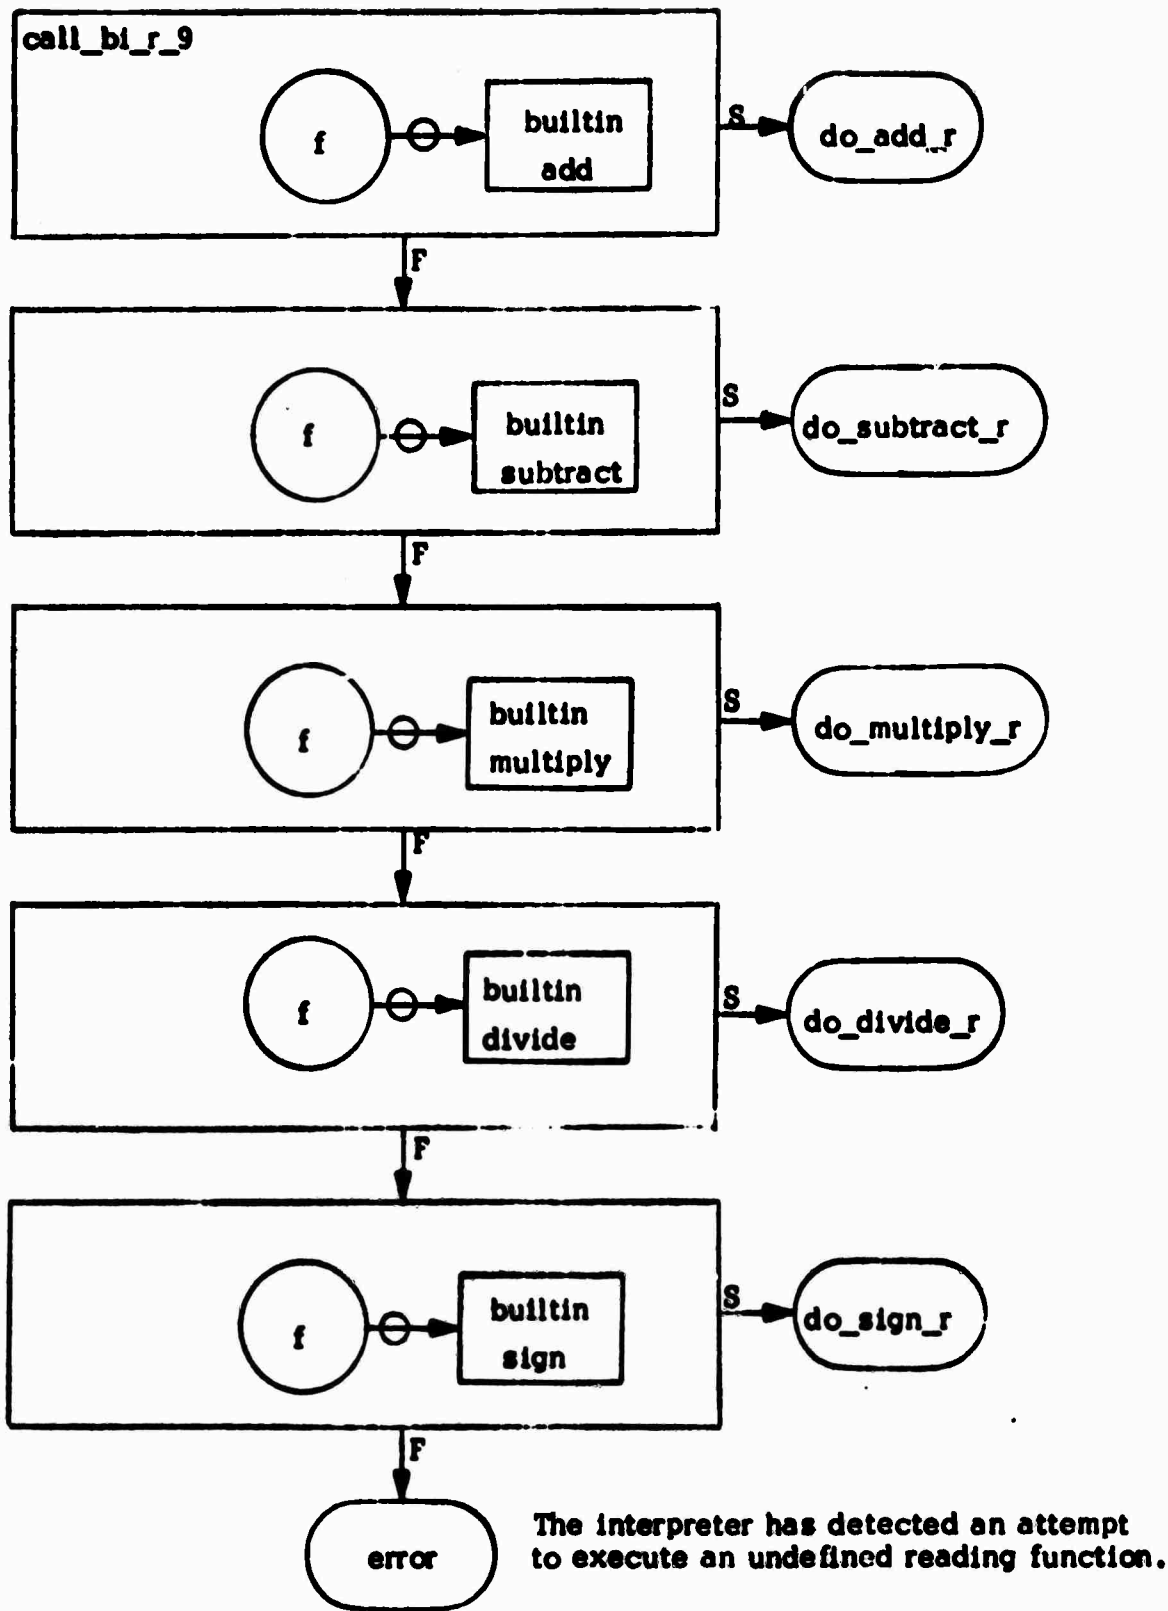 call_bi_r_9
f
builtin
add
S
do_add_r
F
f
builtin
subtract
S
do_subtract_r
F
f
builtin
multiply
S
do_multiply_r
F
f
builtin
divide
S
do_divide_r
F
f
builtin
sign
S
do_sign_r
F
error
The interpreter has detected an attempt
to execute an undefined reading function.